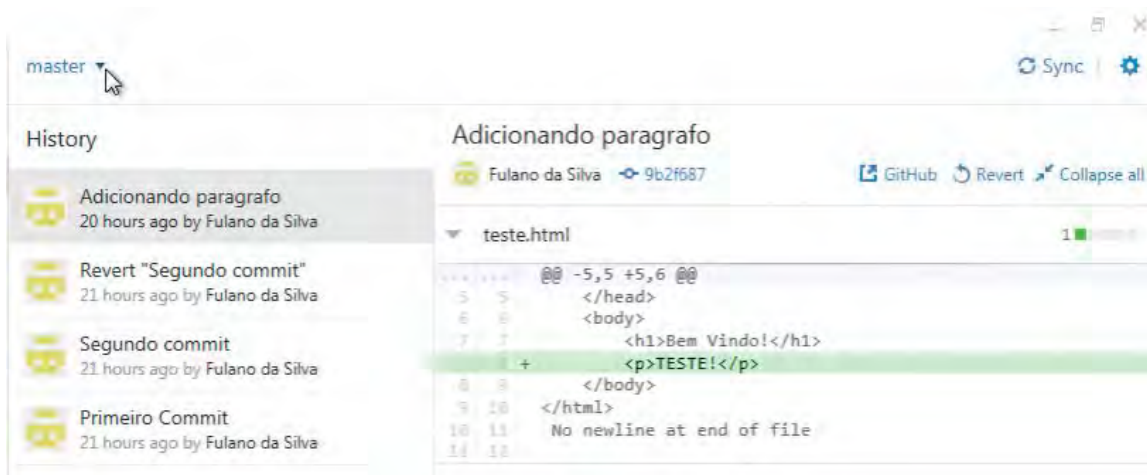 master
Sync
History
Adicionando paragrafo
20 hours ago by Fulano da Silva
Revert "Segundo commit"
21 hours ago by Fulano da Silva
Segundo commit
21 hours ago by Fulano da Silva
Primeiro Commit
21 hours ago by Fulano da Silva
Adicionando paragrafo
Fulano da Silva 9b2f687
GitHub Revert Collapse all
teste.html 1
@@ -5,5 +5,6 @@
5 5 </head>
6 6 <body>
7 7 <h1>Bem Vindo!</h1>
8 + <p>TESTE!</p>
8 9 </body>
9 10 </html>
10 11 No newline at end of file